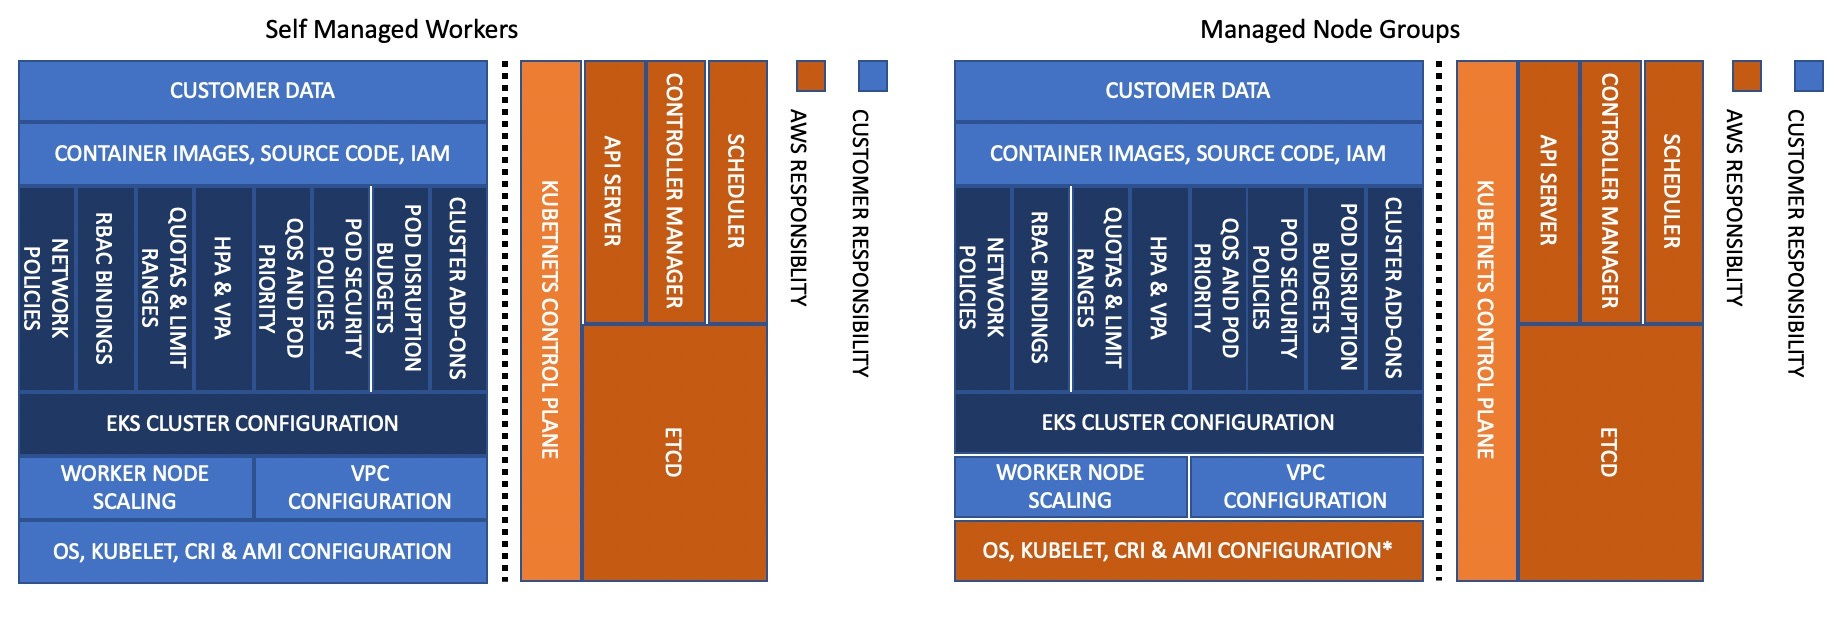 Self Managed Workers
CUSTOMER DATA
CONTAINER IMAGES, SOURCE CODE, IAM
NETWORK
POLICIES
RBAC BINDINGS
QUOTAS & LIMIT
RANGES
HPA & VPA
QOS AND POD
PRIORITY
POD SECURITY
POLICIES
POD DISRUPTION
BUDGETS
CLUSTER ADD-ONS
EKS CLUSTER CONFIGURATION
WORKER NODE
SCALING
VPC
CONFIGURATION
OS, KUBELET, CRI & AMI CONFIGURATION
KUBETNETS CONTROL PLANE
API SERVER
CONTROLLER MANAGER
SCHEDULER
ETCD
AWS RESPONSIBLITY
CUSTOMER RESPONSIBILITY
Managed Node Groups
CUSTOMER DATA
CONTAINER IMAGES, SOURCE CODE, IAM
NETWORK
POLICIES
RBAC BINDINGS
QUOTAS & LIMIT
RANGES
HPA & VPA
QOS AND POD
PRIORITY
POD SECURITY
POLICIES
POD DISRUPTION
BUDGETS
CLUSTER ADD-ONS
EKS CLUSTER CONFIGURATION
WORKER NODE
SCALING
VPC
CONFIGURATION
OS, KUBELET, CRI & AMI CONFIGURATION*
KUBETNETS CONTROL PLANE
API SERVER
CONTROLLER MANAGER
SCHEDULER
ETCD
AWS RESPONSIBLITY
CUSTOMER RESPONSIBILITY